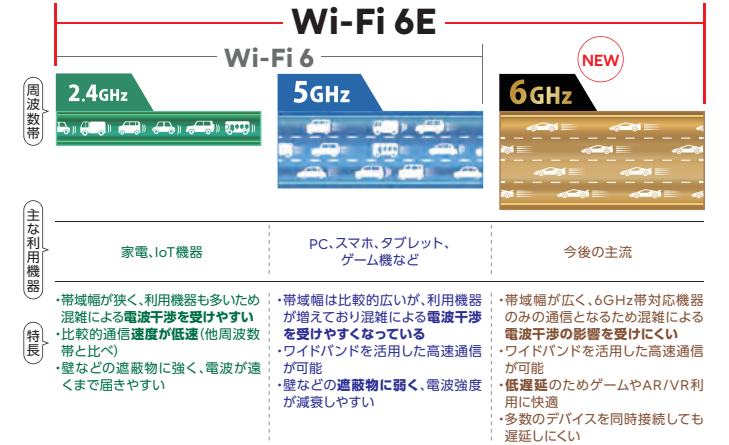 Wi-Fi 6E
Wi-Fi 6
NEW
周波数帯
2.4GHz
5GHz
6GHz
主な利用機器
家電、IoT機器
PC、スマホ、タブレット、
ゲーム機など
今後の主流
特長
・帯域幅が狭く、利用機器も多いため
混雑による電波干渉を受けやすい
・比較的通信速度が低速(他周波数
帯と比べ)
・壁などの遮蔽物に強く、電波が遠
くまで届きやすい
・帯域幅は比較的広いが、利用機器
が増えており混雑による電波干渉
を受けやすくなっている
・ワイドバンドを活用した高速通信
が可能
・壁などの遮蔽物に弱く、電波強度
が減衰しやすい
・帯域幅が広く、6GHz帯対応機器
のみの通信となるため混雑による
電波干渉の影響を受けにくい
・ワイドバンドを活用した高速通信
が可能
・低遅延のためゲームやAR/VR利
用に快適
・多数のデバイスを同時接続しても
遅延しにくい